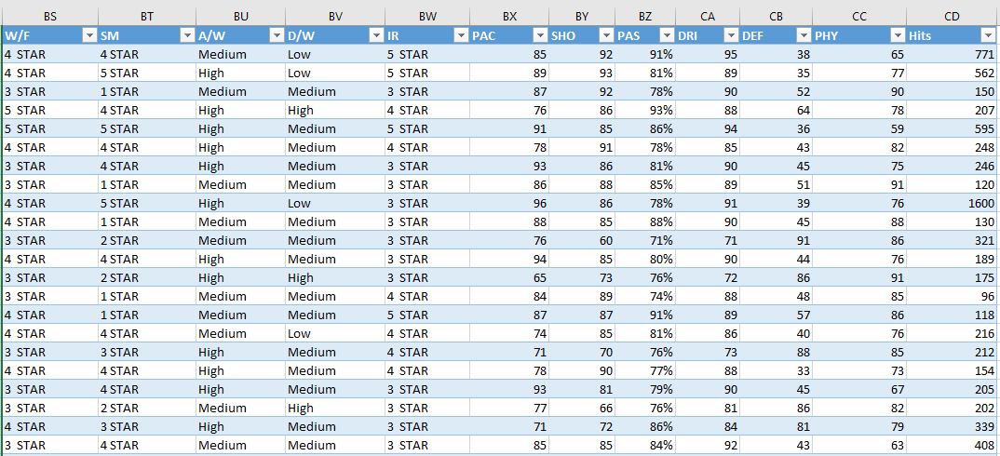 BS BT BU BV BW BX BY BZ CA CB CC CD
W/F SM A/W D/W IR PAC SHO PAS DRI DEF PHY Hits
4 STAR 4 STAR Medium Low 5 STAR 85 92 91% 95 38 65 771
4 STAR 5 STAR High Low 5 STAR 89 93 81% 89 35 77 562
3 STAR 1 STAR Medium Medium 3 STAR 87 92 78% 90 52 90 150
5 STAR 4 STAR High High 4 STAR 76 86 93% 88 64 78 207
5 STAR 5 STAR High Medium 5 STAR 91 85 86% 94 36 59 595
4 STAR 4 STAR High Medium 4 STAR 78 91 78% 85 43 82 248
3 STAR 4 STAR High Medium 3 STAR 93 86 81% 90 45 75 246
3 STAR 1 STAR Medium Medium 3 STAR 86 88 85% 89 51 91 120
4 STAR 5 STAR High Low 3 STAR 96 86 78% 91 39 76 1600
4 STAR 1 STAR Medium Medium 3 STAR 88 85 88% 90 45 88 130
3 STAR 2 STAR Medium Medium 3 STAR 76 60 71% 71 91 86 321
4 STAR 4 STAR High Medium 3 STAR 94 85 80% 90 44 76 189
3 STAR 2 STAR High High 3 STAR 65 73 76% 72 86 91 175
3 STAR 1 STAR Medium Medium 4 STAR 84 89 74% 88 48 85 96
4 STAR 1 STAR Medium Medium 5 STAR 87 87 91% 89 57 86 118
4 STAR 4 STAR Medium Low 4 STAR 74 85 81% 86 40 76 216
3 STAR 3 STAR High Medium 4 STAR 71 70 76% 73 88 85 212
4 STAR 4 STAR High Medium 4 STAR 78 90 77% 88 33 73 154
3 STAR 4 STAR High Medium 3 STAR 93 81 79% 90 45 67 205
3 STAR 2 STAR Medium High 3 STAR 77 66 76% 81 86 82 202
4 STAR 3 STAR High Medium 3 STAR 71 72 86% 84 81 79 339
3 STAR 4 STAR Medium Medium 3 STAR 85 85 84% 92 43 63 408